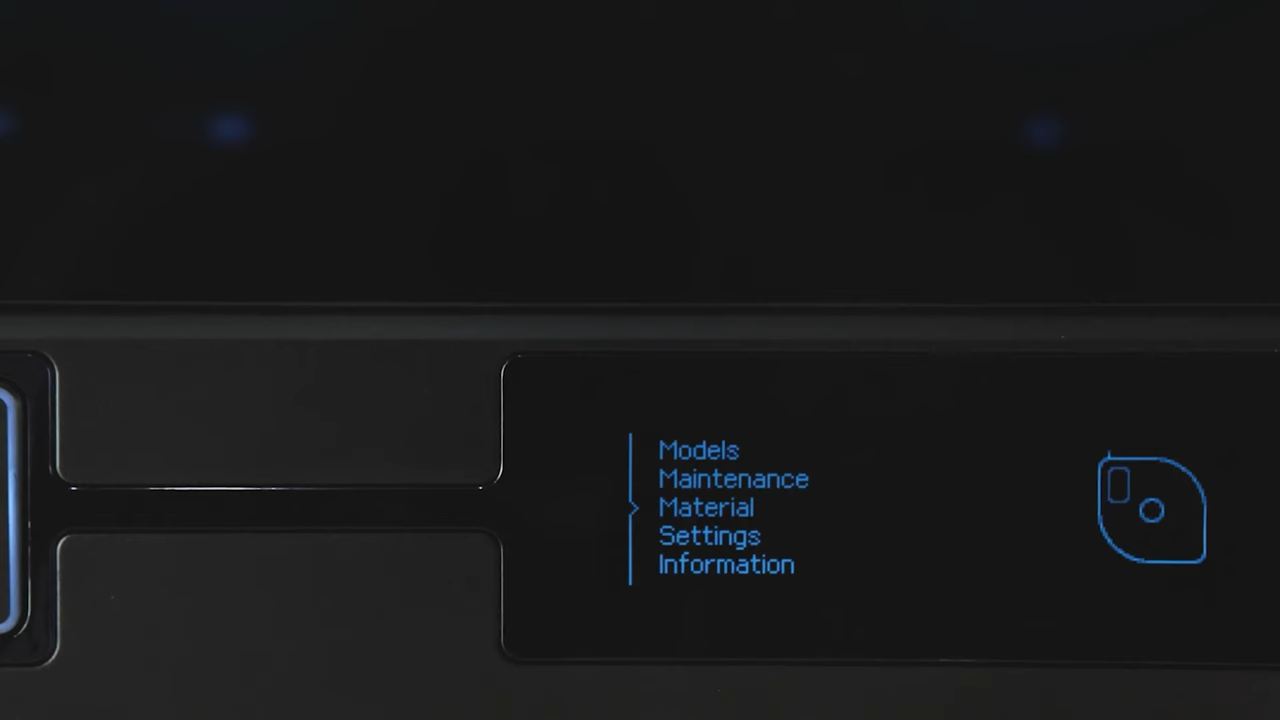 Models
Maintenance
Material
Settings
Information